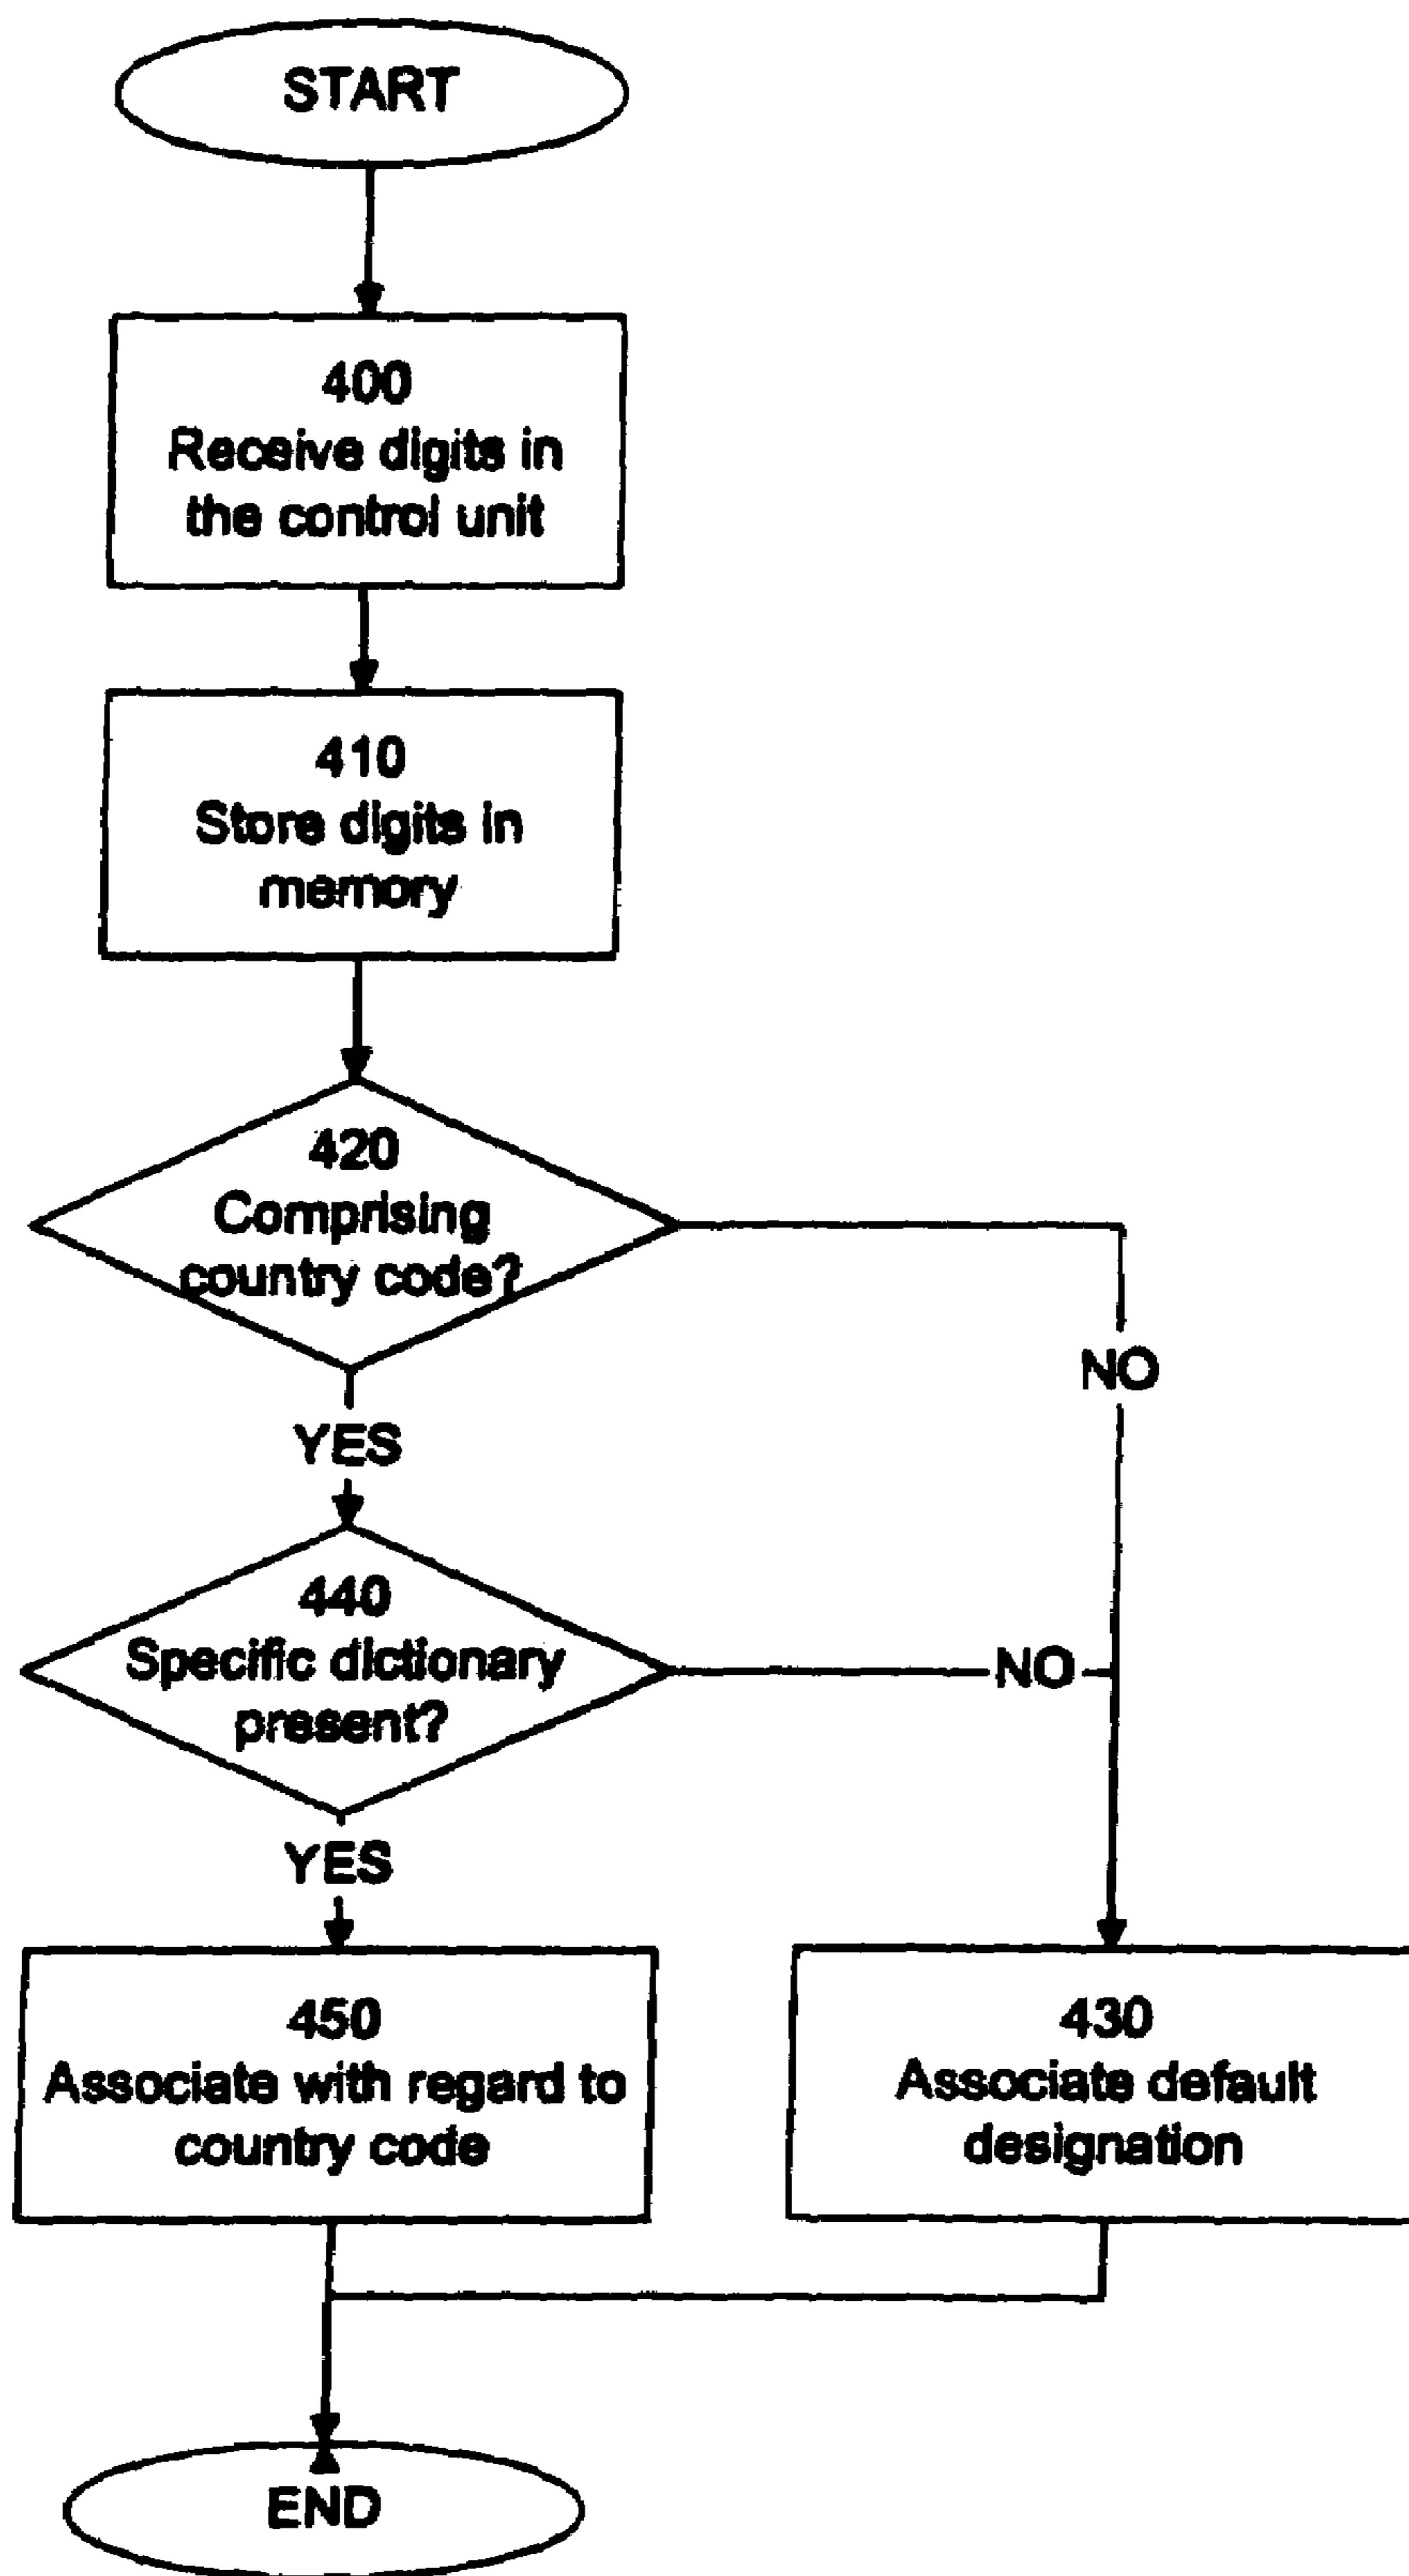 START
400
Receive digits in
the control unit
410
Store digits in
memory
420
Comprising
country code?
NO
YES
440
Specific dictionary
present?
NO
YES
450
Associate with regard to
country code
430
Associate default
designation
END